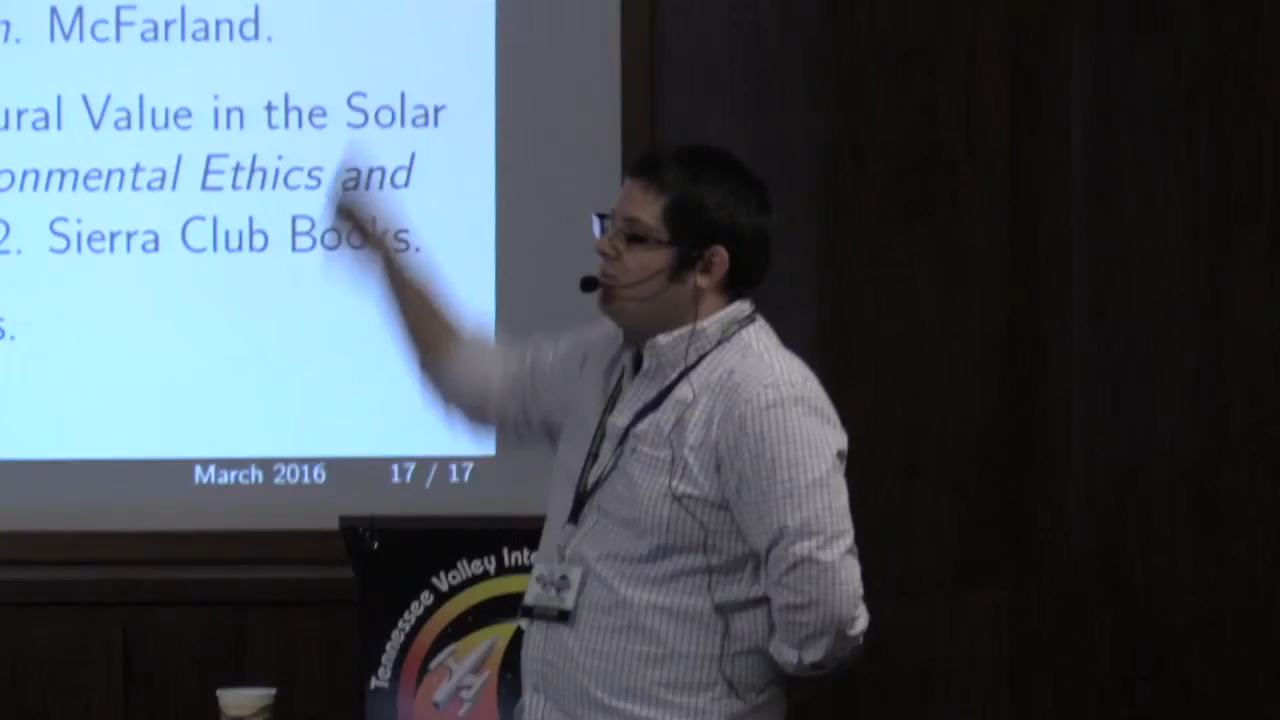 n. McFarland.
ural Value in the Solar
onmental Ethics and
2. Sierra Club Books.
s.
March 2016 17 / 17
Tennessee Valley Inte